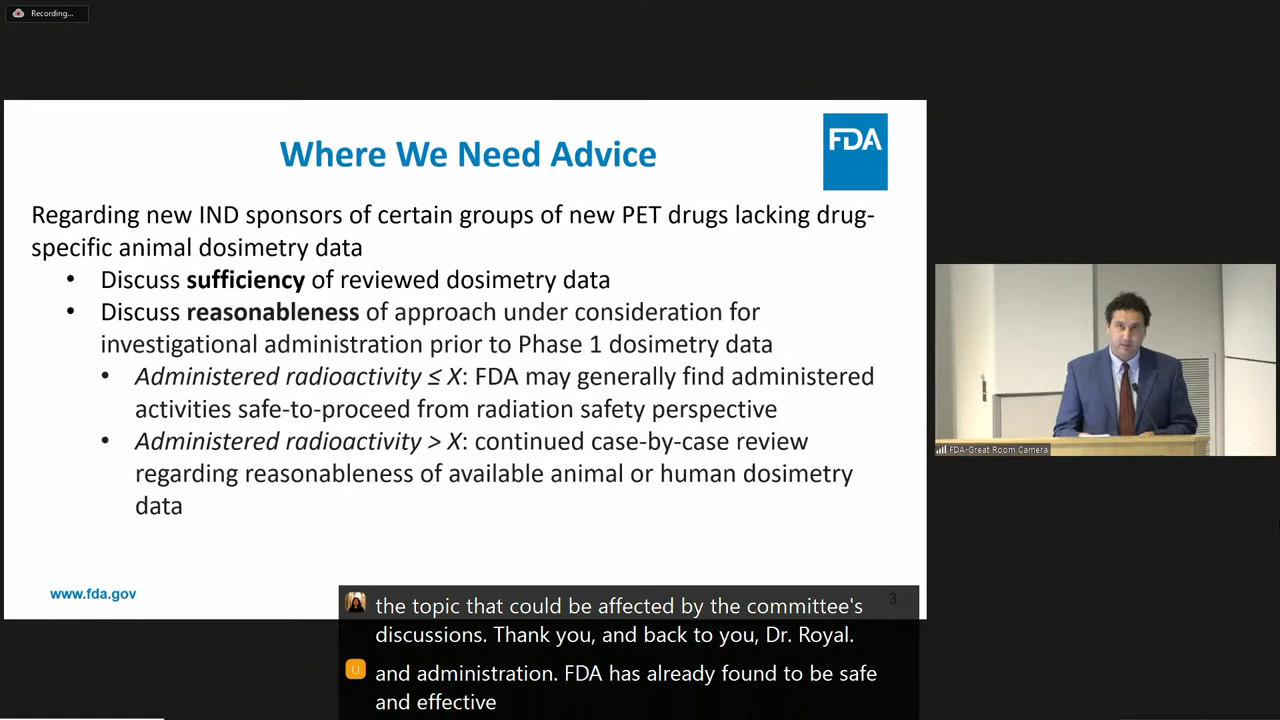 Recording...
Where We Need Advice
FDA
Regarding new IND sponsors of certain groups of new PET drugs lacking drug-
specific animal dosimetry data
• Discuss sufficiency of reviewed dosimetry data
• Discuss reasonableness of approach under consideration for
investigational administration prior to Phase 1 dosimetry data
• Administered radioactivity ≤ X: FDA may generally find administered
activities safe-to-proceed from radiation safety perspective
• Administered radioactivity > X: continued case-by-case review
regarding reasonableness of available animal or human dosimetry
data
www.fda.gov
3
the topic that could be affected by the committee's
discussions. Thank you, and back to you, Dr. Royal.
U
and administration. FDA has already found to be safe
and effective
FDA-Great Room Camera